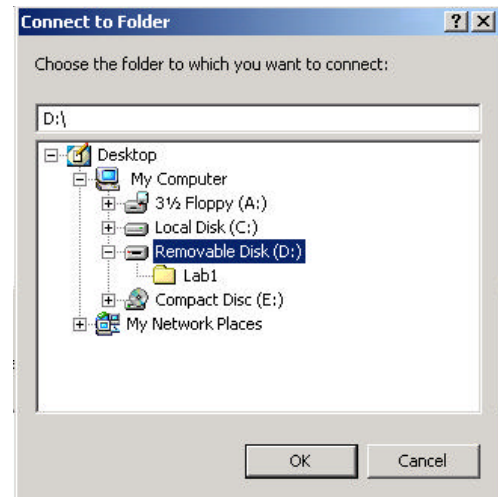 Connect to Folder
Choose the folder to which you want to connect:
D:\
Desktop
My Computer
3½ Floppy (A:)
Local Disk (C:)
Removable Disk (D:)
Lab1
Compact Disc (E:)
My Network Places
OK Cancel